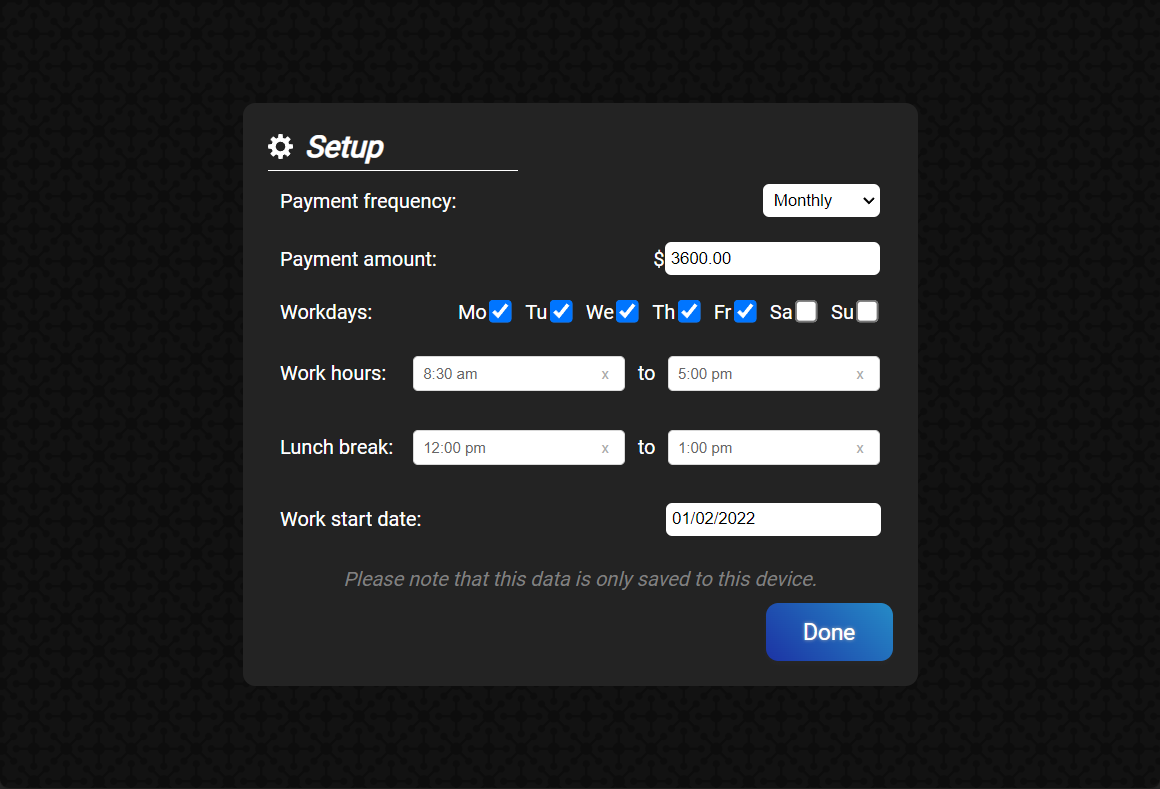 Setup
Payment frequency: Monthly
Payment amount: $ 3600.00
Workdays: Mo Tu We Th Fr Sa Su
Work hours: 8:30 am x to 5:00 pm x
Lunch break: 12:00 pm x to 1:00 pm x
Work start date: 01/02/2022
Please note that this data is only saved to this device.
Done